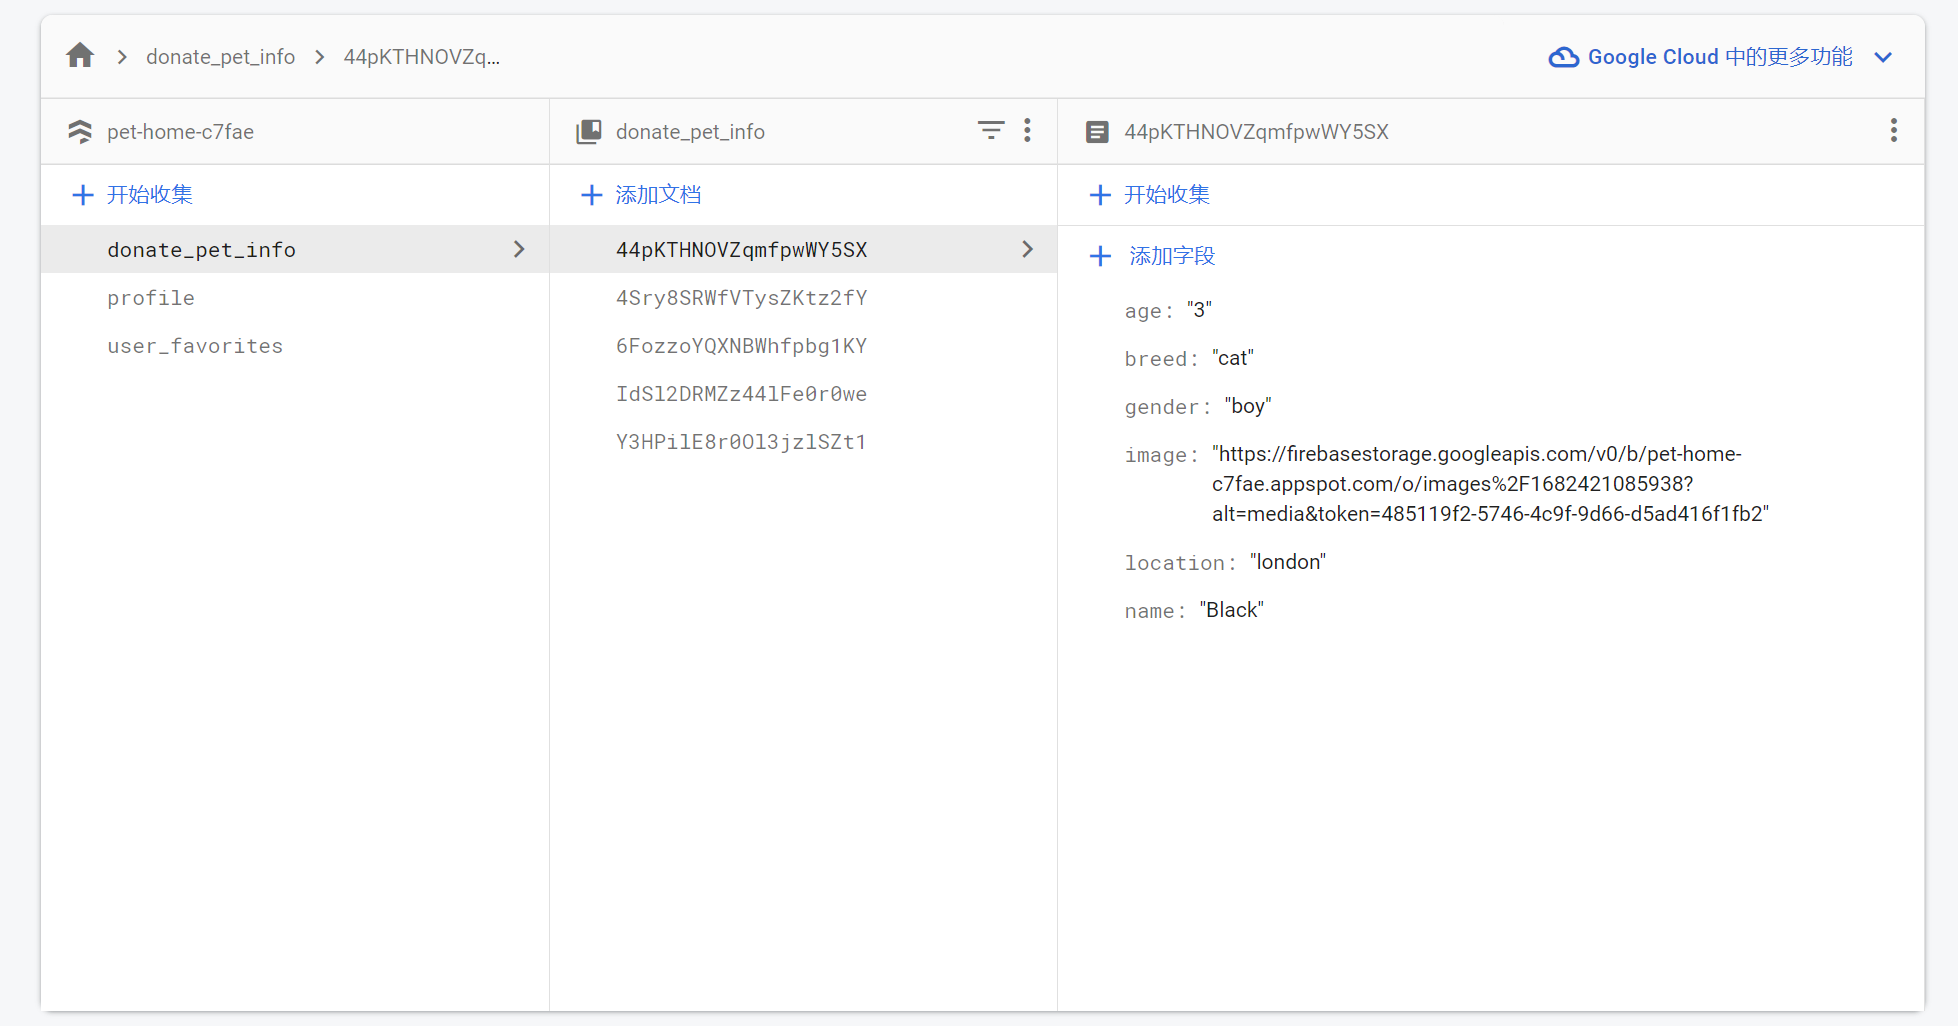 donate_pet_info
44pKTHNOVZq...
Google Cloud 中的更多功能
pet-home-c7fae
donate_pet_info
44pKTHNOVZqmfpwWY5SX
开始收集
添加文档
开始收集
donate_pet_info
profile
user_favorites
44pKTHNOVZqmfpwWY5SX
4Sry8SRWfVTysZKtz2fY
6FozzoYQXNBWhfpbg1KY
IdSl2DRMZz44lFe0r0we
Y3HPilE8r0Ol3jzlSZt1
添加字段
age: "3"
breed: "cat"
gender: "boy"
image: "https://firebasestorage.googleapis.com/v0/b/pet-home-
c7fae.appspot.com/o/images%2F1682421085938?
alt=media&token=485119f2-5746-4c9f-9d66-d5ad416f1fb2"
location: "london"
name: "Black"